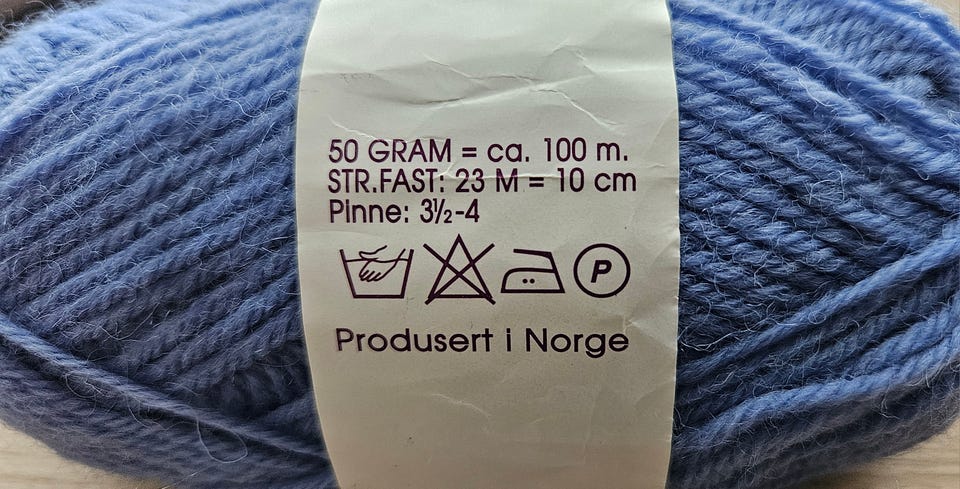 50 GRAM = ca. 100 m.
STR.FAST: 23 M = 10 cm
Pinne: 3½-4
P
Produsert i Norge